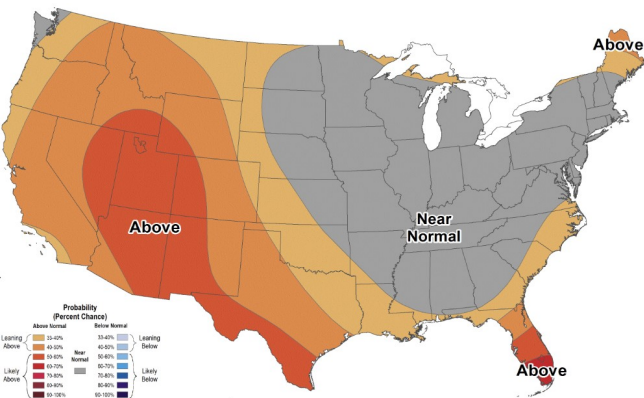 Above
Above
Near
Normal
Above
Probability
(Percent Chance)
Above Normal
Below Normal
Leaning
Above
33-40%
40-50%
50-60%
Likely
Above
60-70%
70-80%
80-90%
90-100%
Near
Normal
33-40%
40-50%
50-60%
60-70%
70-80%
80-90%
90-100%
Leaning
Below
Likely
Below